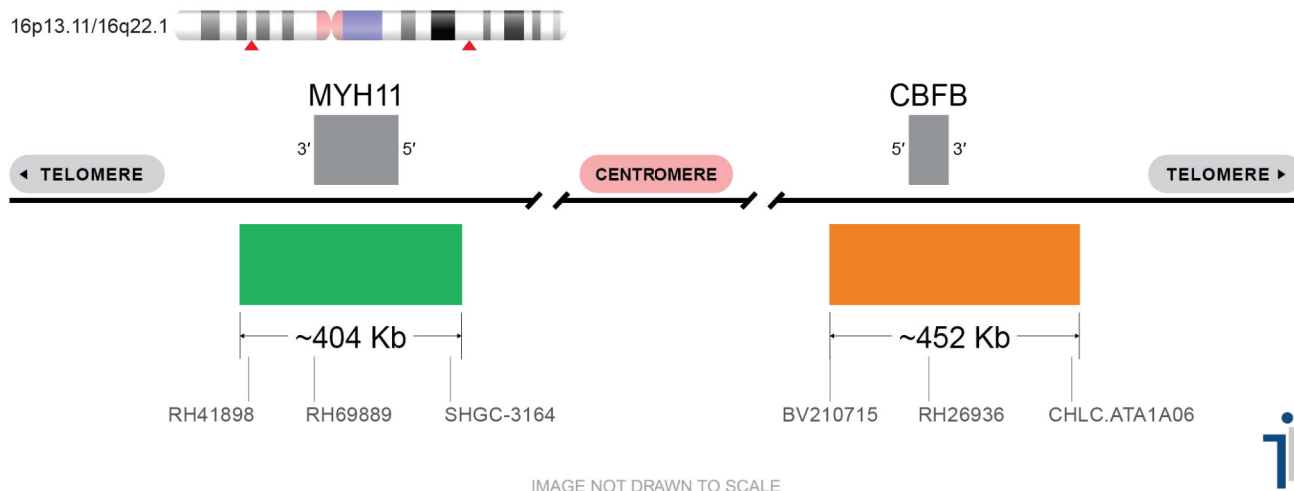 16p13.11/16q22.1
MYH11 CBFB
3′ 5′ 5′ 3′
TELOMERE CENTROMERE TELOMERE
~404 Kb ~452 Kb
RH41898 RH69889 SHGC-3164 BV210715 RH26936 CHLC.ATA1A06
IMAGE NOT DRAWN TO SCALE